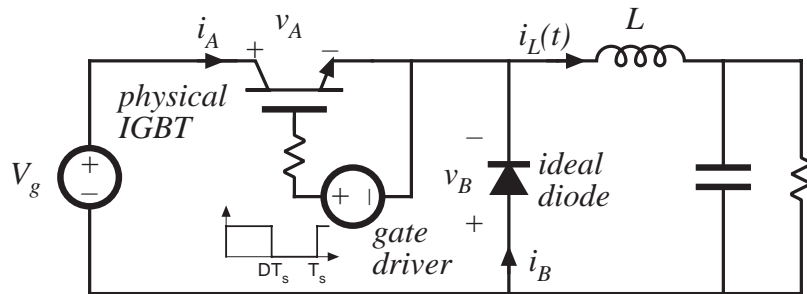 i_A
v_A
+
−
i_L(t)
L
physical
IGBT
V_g
+
−
+
−
gate
driver
DT_s
T_s
−
v_B
+
ideal
diode
i_B